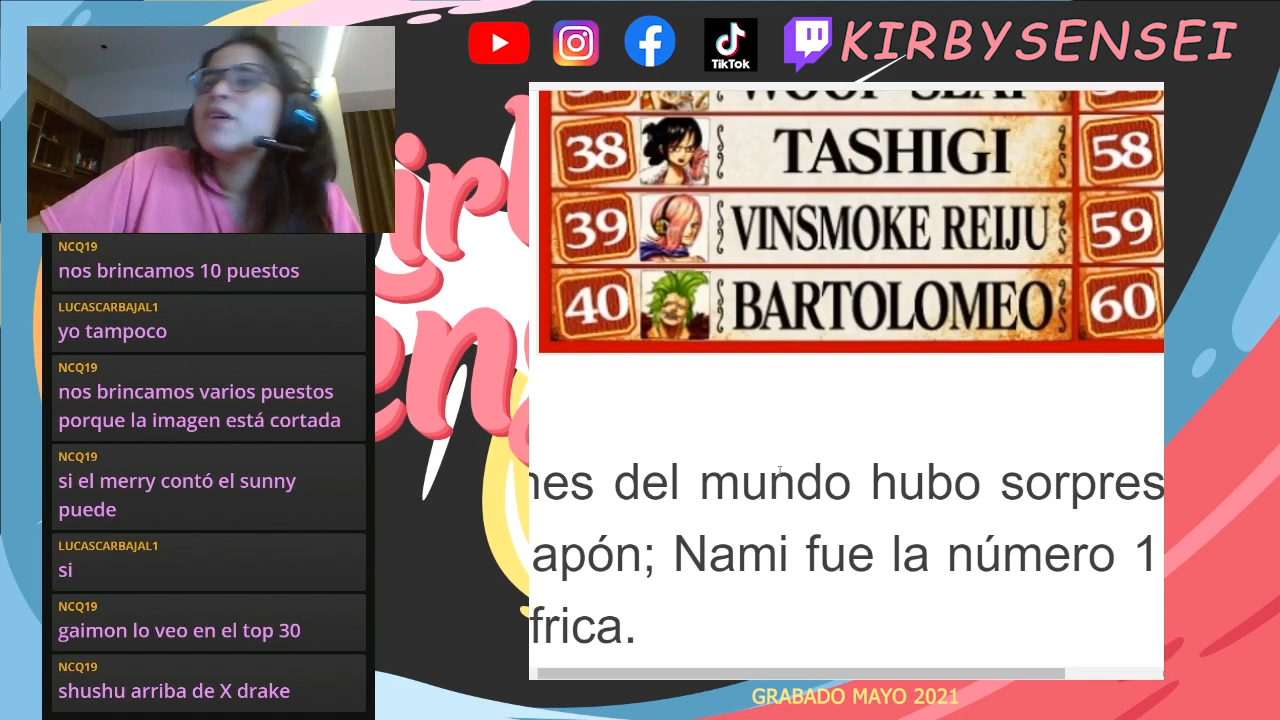 TikTok
KIRBYSENSEI
NCQ19
nos brincamos 10 puestos
LUCASCARBAJAL1
yo tampoco
NCQ19
nos brincamos varios puestos
porque la imagen está cortada
NCQ19
si el merry contó el sunny
puede
LUCASCARBAJAL1
si
NCQ19
gaimon lo veo en el top 30
NCQ19
shushu arriba de X drake
38 TASHIGI 58
39 VINSMOKE REIJU 59
40 BARTOLOMEO 60
nes del mundo hubo sorpres
apón; Nami fue la número 1
frica.
GRABADO MAYO 2021